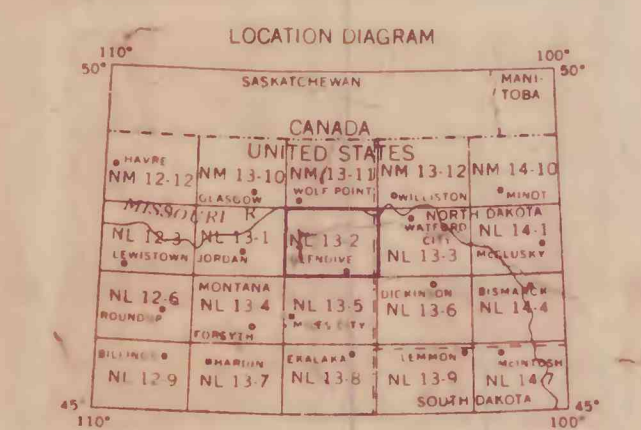 LOCATION DIAGRAM
110° 100°
50° 50°
SASKATCHEWAN MANI-
TOBA
CANADA
UNITED STATES
HAVRE
NM 12-12 NM 13-10 NM 13-11 NM 13-12 NM 14-10
GLASGOW WOLF POINT WILLISTON MINOT
MISSOURI R NORTH DAKOTA
NL 12-3 NL 13-1 NL 13-2 WATFORD CITY NL 14-1
LEWISTOWN JORDAN GLENDIVE NL 13-3 McCLUSKY
NL 12-6 MONTANA DICKINSON BISMARCK
ROUNDUP NL 13-4 NL 13-5 NL 13-6 NL 14-4
FORSYTH MILES CITY
BILLINGS HARDIN EKALAKA LEMMON McINTOSH
NL 12-9 NL 13-7 NL 13-8 NL 13-9 NL 14-7
SOUTH DAKOTA
45° 45°
110° 100°